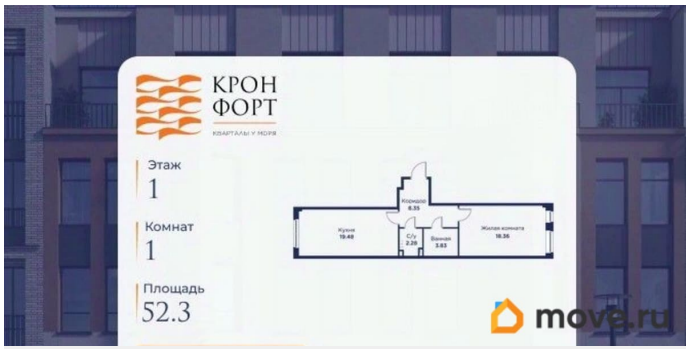 КРОН
ФОРТ
КВАРТАЛЫ У МОРЯ
Этаж
1
Комнат
1
Площадь
52.3
Коридор
8.35
Кухня
19.48
С/у
2.28
Ванная
3.83
Жилая комната
18.36
move.ru